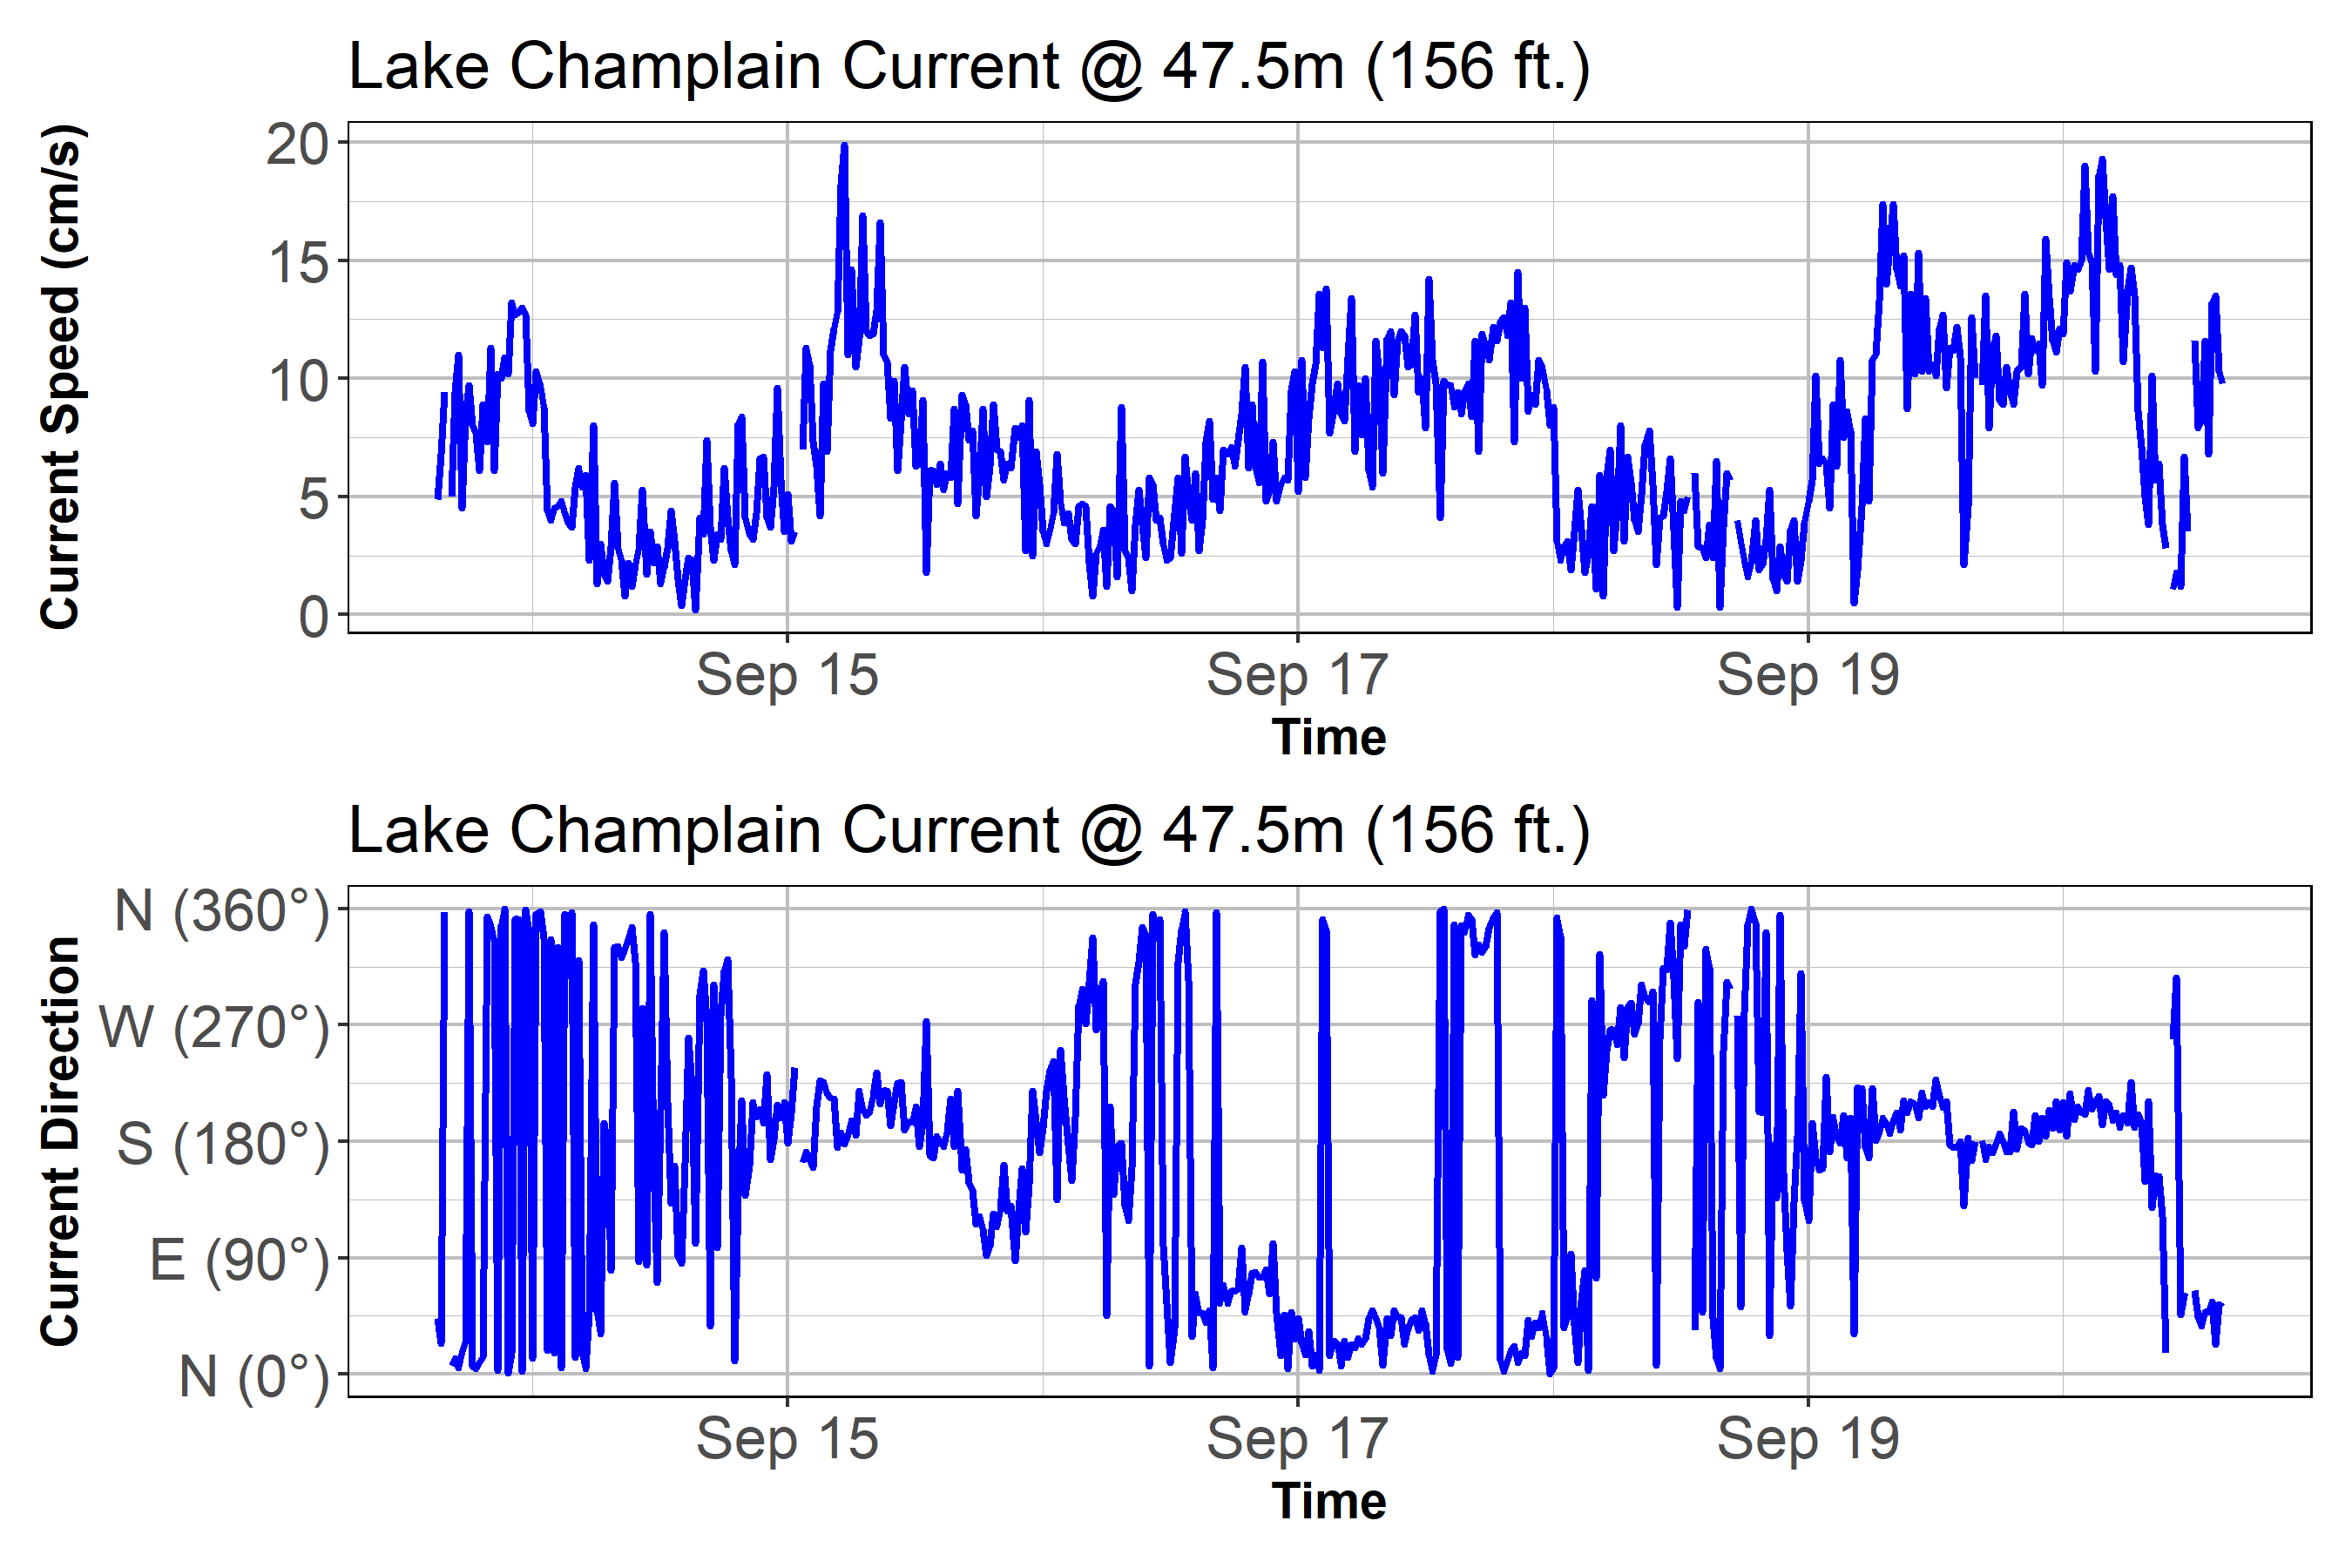 Lake Champlain Current @ 47.5m (156 ft.)
Current Speed (cm/s)
20
15
10
5
0
Sep 15 Sep 17 Sep 19
Time
Lake Champlain Current @ 47.5m (156 ft.)
Current Direction
N (360°)
W (270°)
S (180°)
E (90°)
N (0°)
Sep 15 Sep 17 Sep 19
Time